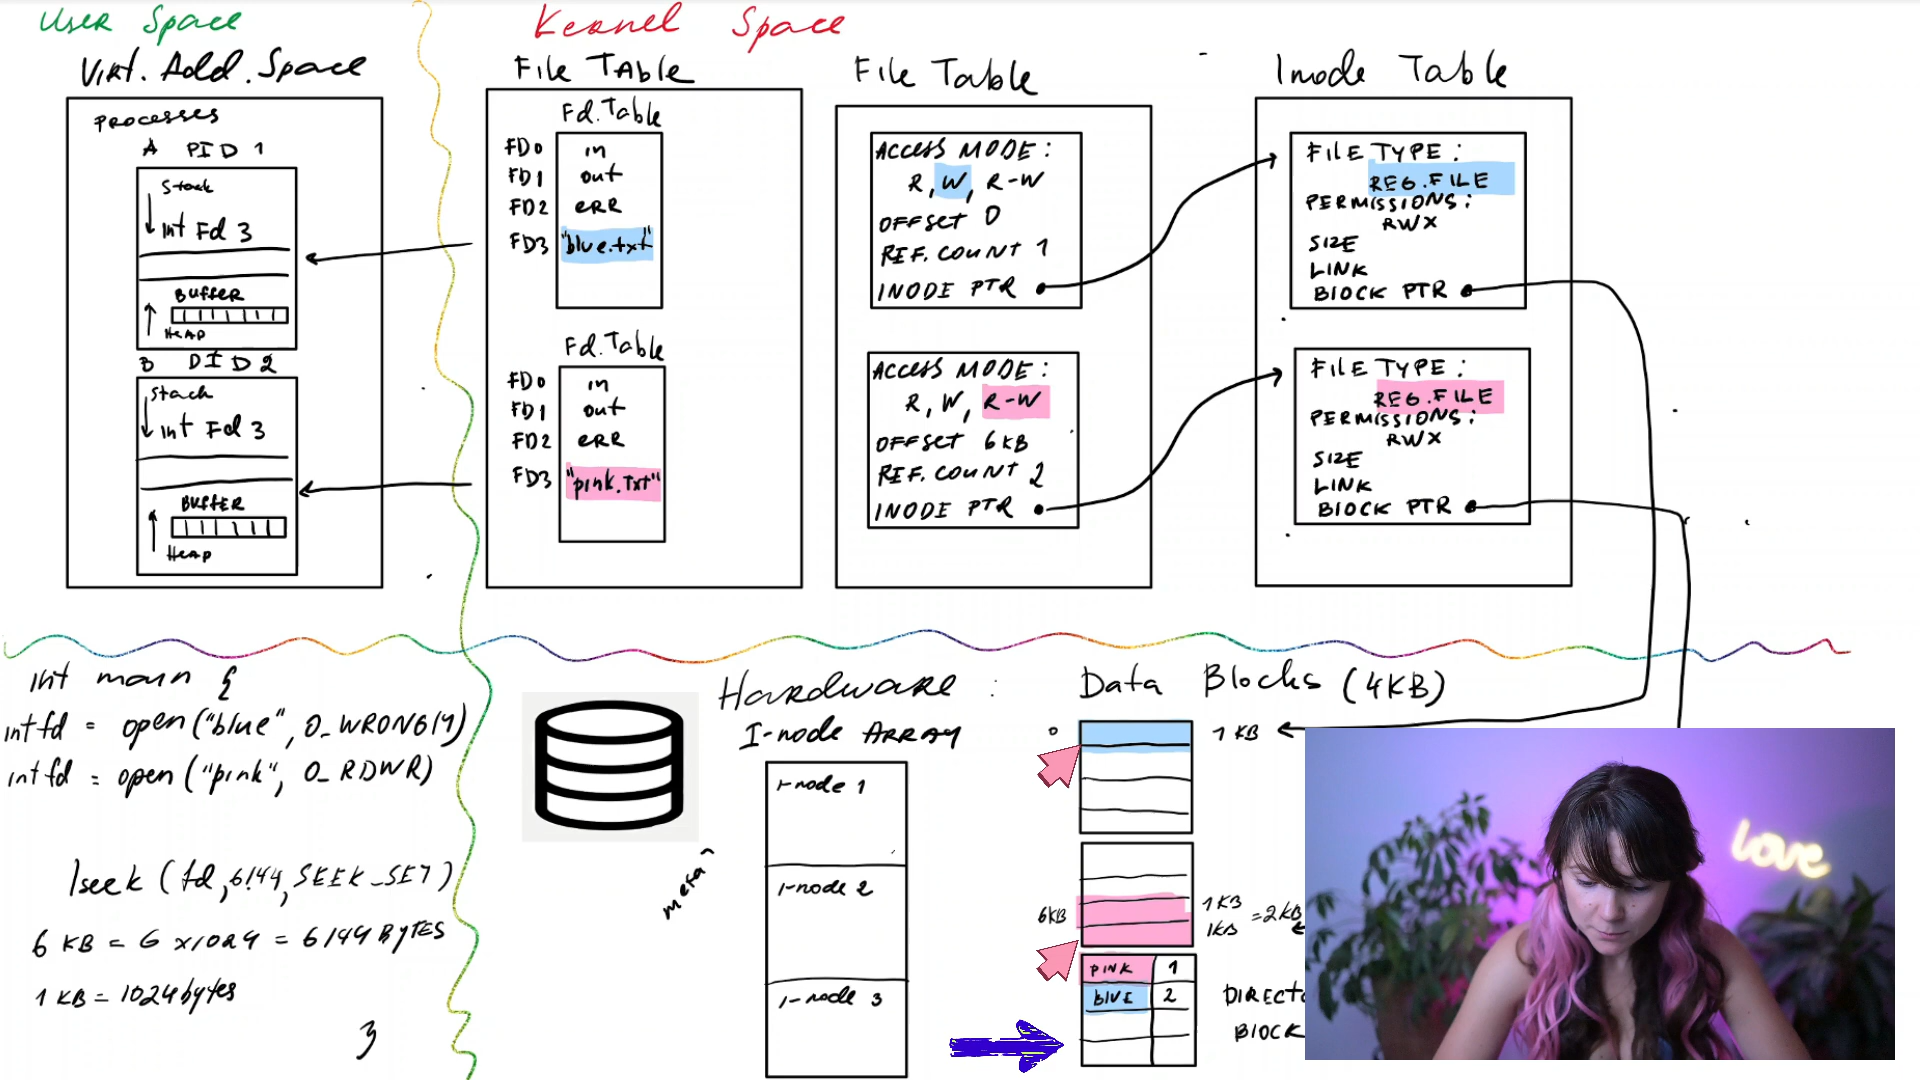 User Space
Kernel Space
Virt. Add. Space
File TAble
File Table
Inode Table
PROCESSES
A PID 1
Stack
int Fd 3
Buffer
HEAP
B PID 2
Stack
int Fd 3
Buffer
HEAP
Fd. Table
FD0 in
FD1 out
FD2 eRR
FD3 "blue.txt"
Fd. Table
FD0 in
FD1 out
FD2 eRR
FD3 "pink.txt"
ACCESS MODE:
R, W, R-W
OFFSET 0
REF. COUNT 1
INODE PTR
ACCESS MODE:
R, W, R-W
OFFSET 6KB
REF. COUNT 2
INODE PTR
FILE TYPE:
REG. FILE
PERMISSIONS:
RWX
SIZE
LINK
BLOCK PTR
FILE TYPE:
REG. FILE
PERMISSIONS:
RWX
SIZE
LINK
BLOCK PTR
int main {
int fd = open("blue",
int fd = open("pink", O_RDWR)
lseek (fd, 6144, SEEK_SET)
6 KB = 6 x 1024 = 6144 BYTES
1 KB = 1024 bytes
}
Hardware:
I-node ARRAY
i-node 1
i-node 2
i-node 3
meta
Data Blocks (4KB)
0
1 KB
6KB
1 KB
1KB
=2KB
PINK 1
BLUE 2
BLOCK
love